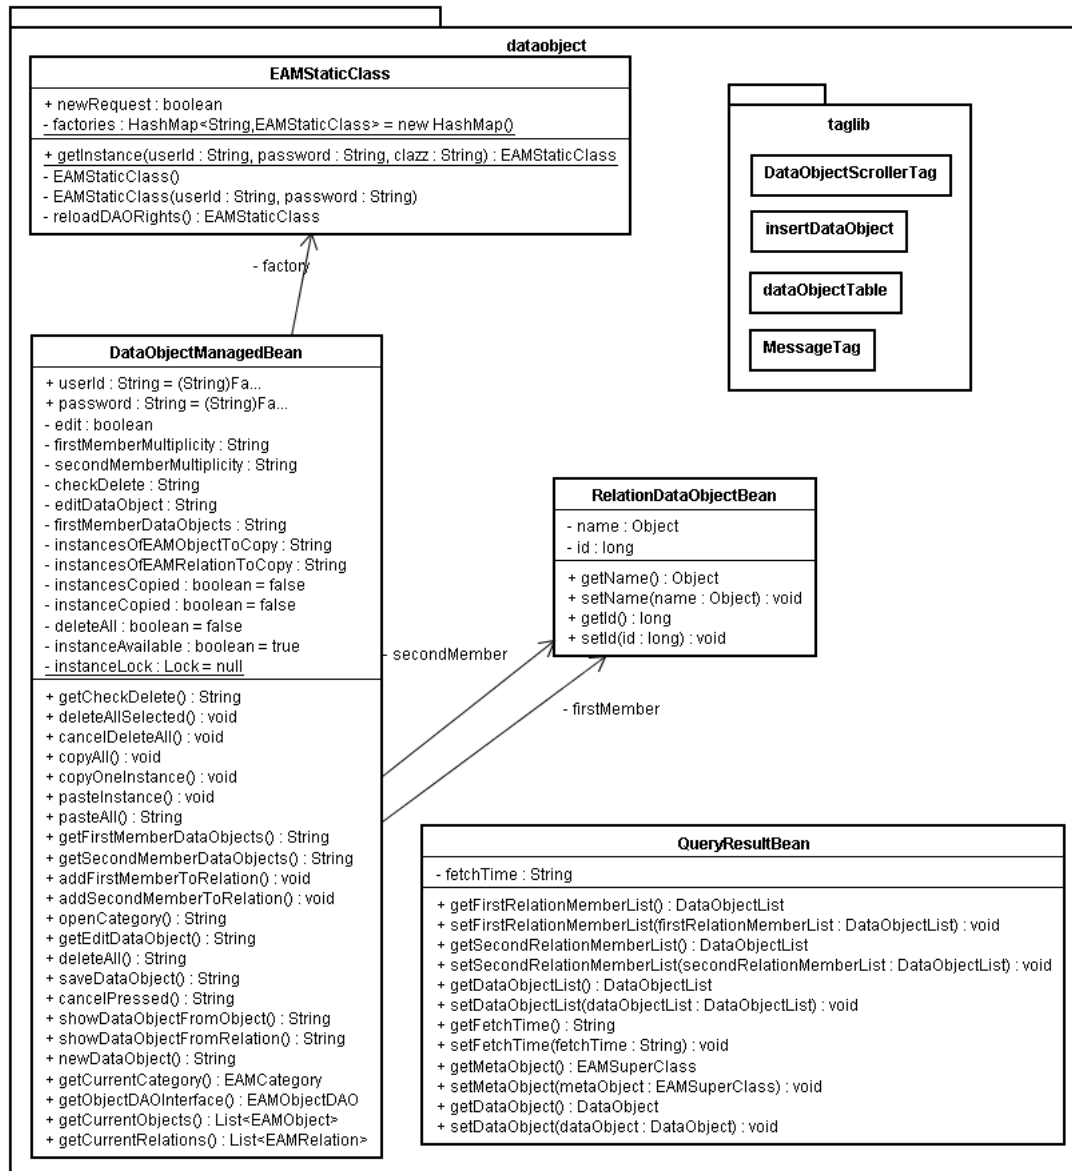 dataobject
EAMStaticClass
+ newRequest : boolean
- factories : HashMap<String,EAMStaticClass> = new HashMap()
+ getInstance(userId : String, password : String, clazz : String) : EAMStaticClass
- EAMStaticClass()
- EAMStaticClass(userId : String, password : String)
- reloadDAORights() : EAMStaticClass
taglib
DataObjectScrollerTag
insertDataObject
dataObjectTable
MessageTag
- factory
DataObjectManagedBean
+ userId : String = (String)Fa...
+ password : String = (String)Fa...
- edit : boolean
- firstMemberMultiplicity : String
- secondMemberMultiplicity : String
- checkDelete : String
- editDataObject : String
- firstMemberDataObjects : String
- instancesOfEAMObjectToCopy : String
- instancesOfEAMRelationToCopy : String
- instancesCopied : boolean = false
- instanceCopied : boolean = false
- deleteAll : boolean = false
- instanceAvailable : boolean = true
- instanceLock : Lock = null
+ getCheckDelete() : String
+ deleteAllSelected() : void
+ cancelDeleteAll() : void
+ copyAll() : void
+ copyOneInstance() : void
+ pasteInstance() : void
+ pasteAll() : String
+ getFirstMemberDataObjects() : String
+ getSecondMemberDataObjects() : String
+ addFirstMemberToRelation() : void
+ addSecondMemberToRelation() : void
+ openCategory() : String
+ getEditDataObject() : String
+ deleteAll() : String
+ saveDataObject() : String
+ cancelPressed() : String
+ showDataObjectFromObject() : String
+ showDataObjectFromRelation() : String
+ newDataObject() : String
+ getCurrentCategory() : EAMCategory
+ getObjectDAOInterface() : EAMObjectDAO
+ getCurrentObjects() : List<EAMObject>
+ getCurrentRelations() : List<EAMRelation>
- secondMember
- firstMember
RelationDataObjectBean
- name : Object
- id : long
+ getName() : Object
+ setName(name : Object) : void
+ getId() : long
+ setId(id : long) : void
QueryResultBean
- fetchTime : String
+ getFirstRelationMemberList() : DataObjectList
+ setFirstRelationMemberList(firstRelationMemberList : DataObjectList) : void
+ getSecondRelationMemberList() : DataObjectList
+ setSecondRelationMemberList(secondRelationMemberList : DataObjectList) : void
+ getDataObjectList() : DataObjectList
+ setDataObjectList(dataObjectList : DataObjectList) : void
+ getFetchTime() : String
+ setFetchTime(fetchTime : String) : void
+ getMetaObject() : EAMSuperClass
+ setMetaObject(metaObject : EAMSuperClass) : void
+ getDataObject() : DataObject
+ setDataObject(dataObject : DataObject) : void